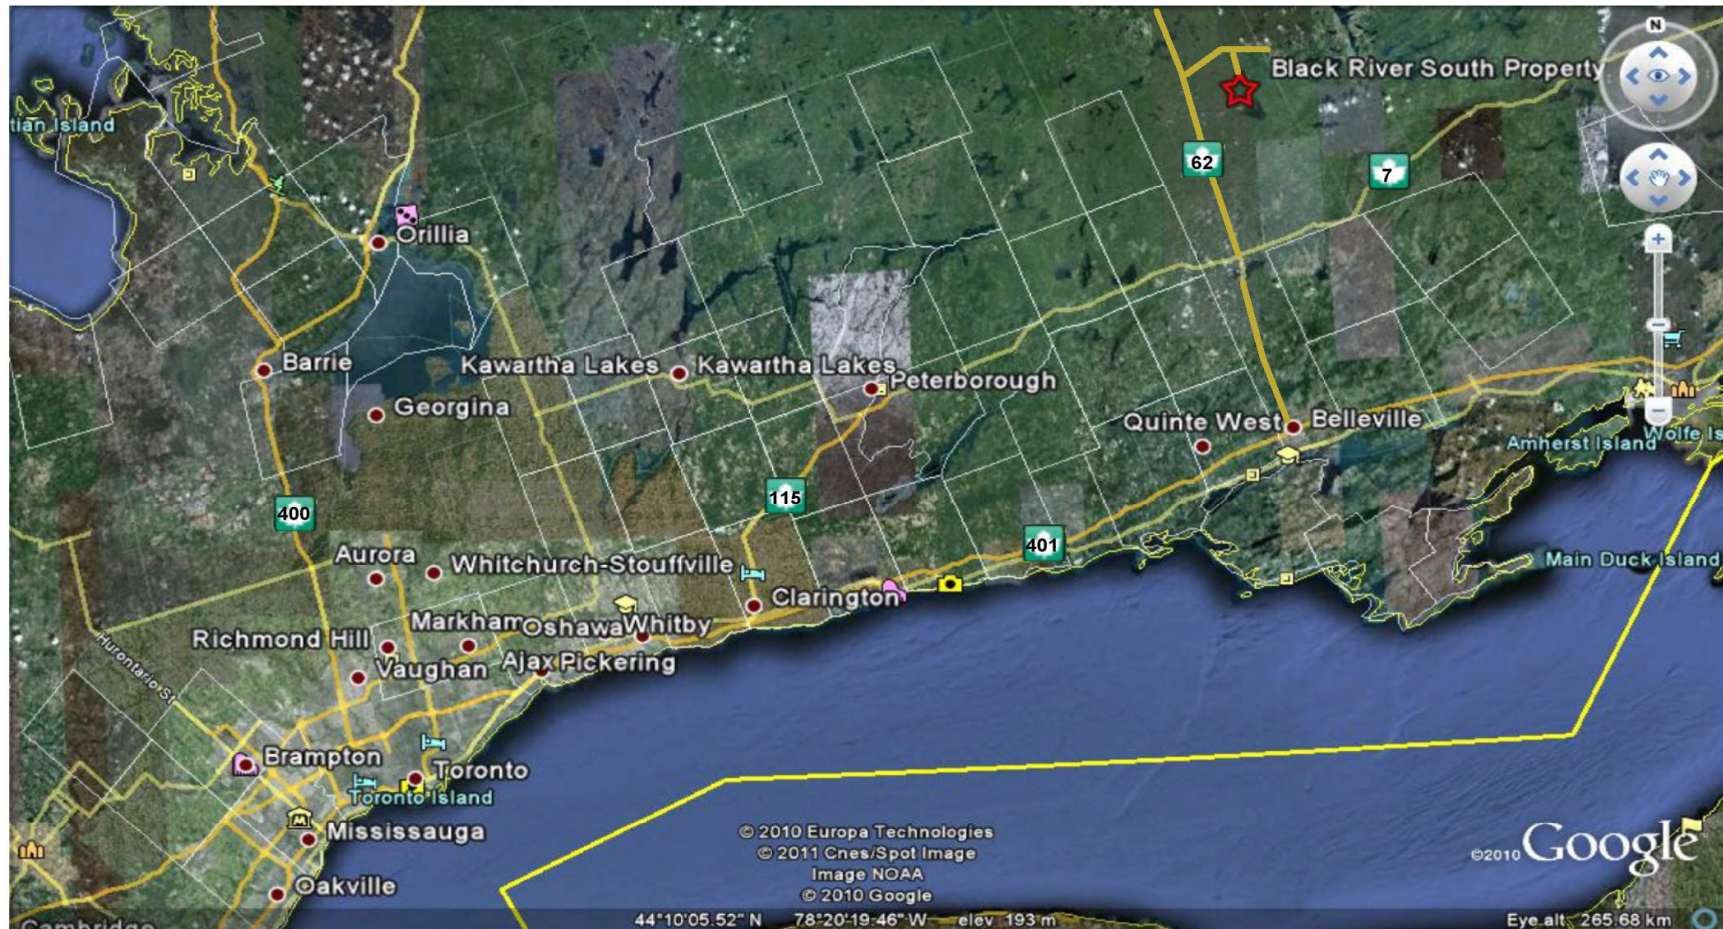 N
Black River South Property
tian Island
62
7
Orillia
Barrie
Kawartha Lakes
Kawartha Lakes
Peterborough
Georgina
Quinte West
Belleville
Amherst Island
Wolfe Is
400
115
401
Aurora
Whitchurch-Stouffville
Main Duck Island
Clarington
Markham
Oshawa
Whitby
Richmond Hill
Vaughan
Ajax
Pickering
Hurontario St
Brampton
Toronto
Toronto Island
Mississauga
Oakville
Cambridge
© 2010 Europa Technologies
© 2011 Cnes/Spot Image
Image NOAA
© 2010 Google
©2010 Google
44°10'05.52" N 78°20'19.46" W elev 193 m
Eye alt 265.68 km